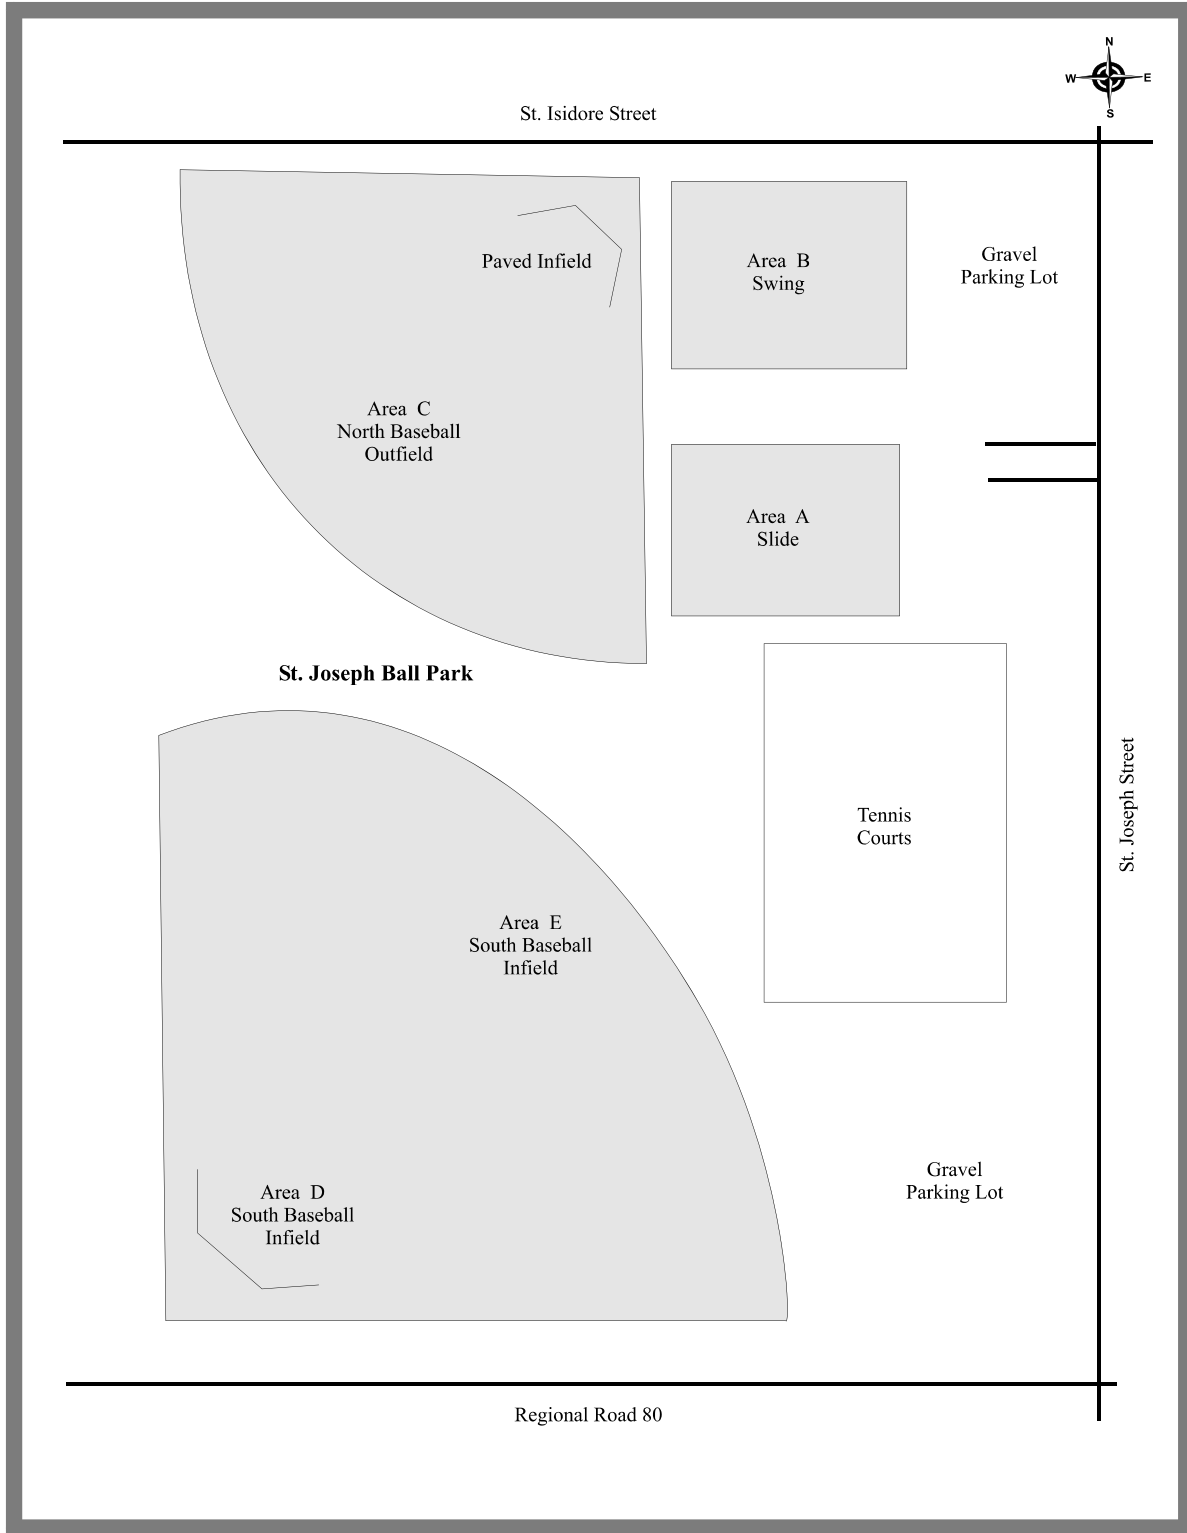 N
W E
S
St. Isidore Street
Paved Infield
Area B
Swing
Gravel
Parking Lot
Area C
North Baseball
Outfield
Area A
Slide
St. Joseph Ball Park
Tennis
Courts
St. Joseph Street
Area E
South Baseball
Infield
Gravel
Parking Lot
Area D
South Baseball
Infield
Regional Road 80